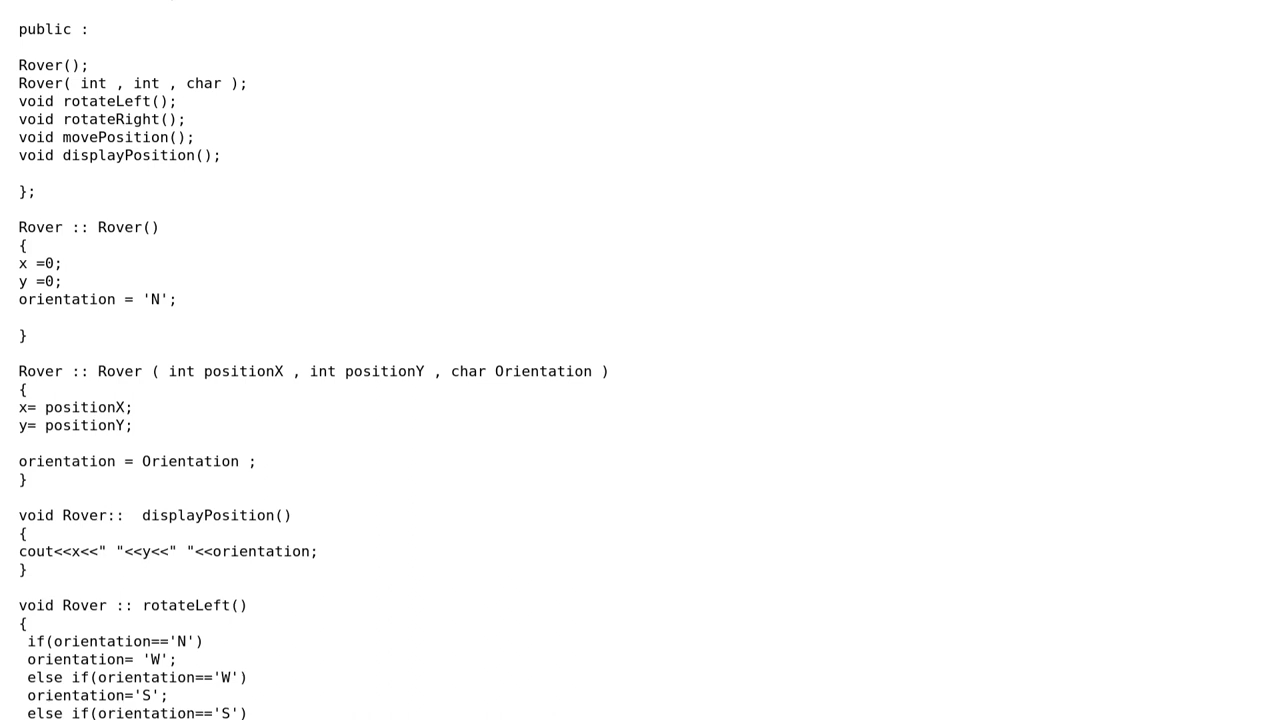 public :
Rover();
Rover( int , int , char );
void rotateLeft();
void rotateRight();
void movePosition();
void displayPosition();
};
Rover :: Rover()
{
x =0;
y =0;
orientation = 'N';
}
Rover :: Rover ( int positionX , int positionY , char Orientation )
{
x= positionX;
y= positionY;
orientation = Orientation ;
}
void Rover::  displayPosition()
{
cout<<x<<" "<<y<<" "<<orientation;
}
void Rover :: rotateLeft()
{
if(orientation=='N')
orientation= 'W';
else if(orientation=='W')
orientation='S';
else if(orientation=='S')